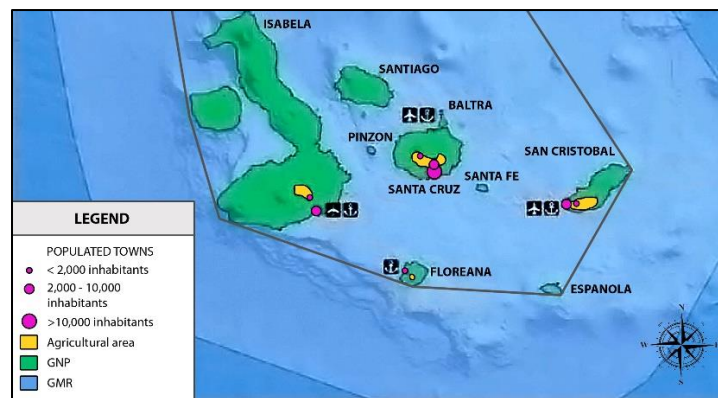 ISABELA
SANTIAGO
BALTRA
PINZON
SAN CRISTOBAL
SANTA FE
SANTA CRUZ
FLOREANA
ESPANOLA
LEGEND
POPULATED TOWNS
< 2,000 inhabitants
2,000 - 10,000
inhabitants
>10,000 inhabitants
Agricultural area
GNP
GMR
N
W
E
S